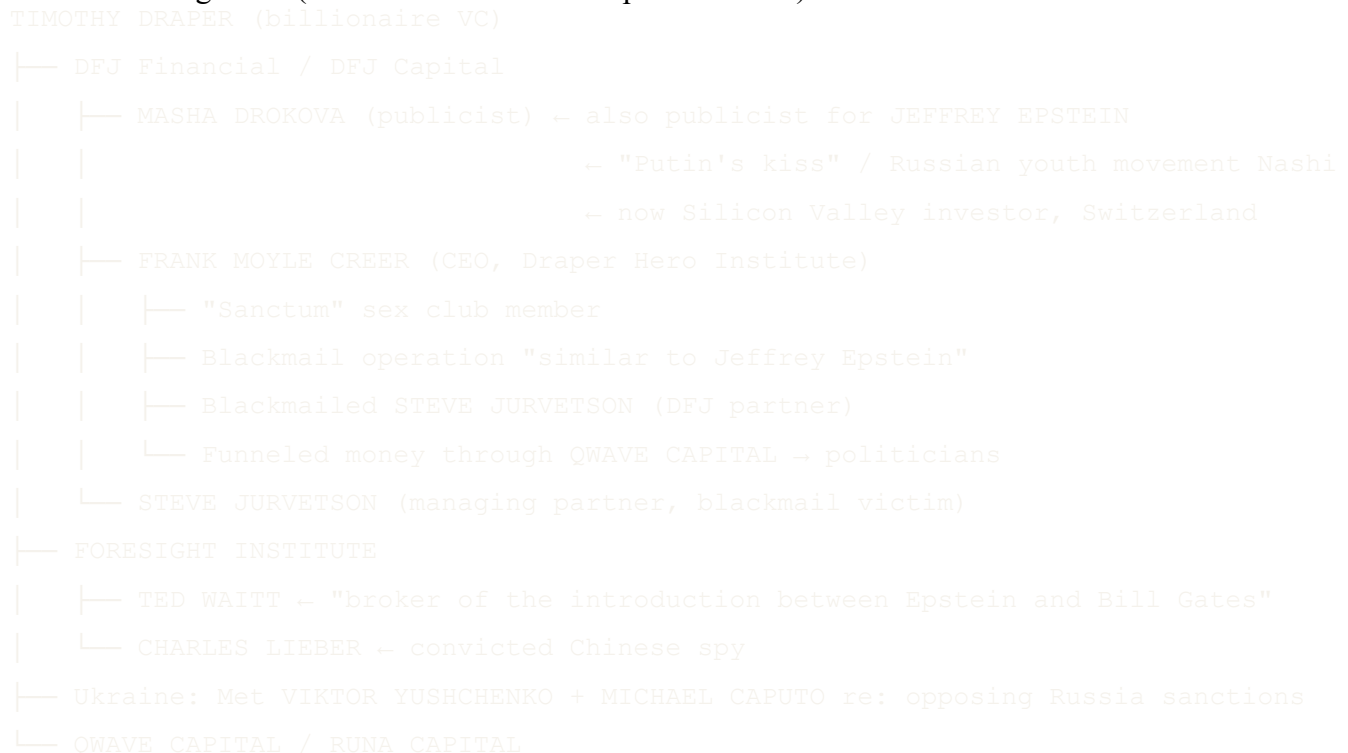 TIMOTHY DRAPER (billionaire VC)
├── DFJ Financial / DFJ Capital
│   ├── MASHA DROKOVA (publicist) ← also publicist for JEFFREY EPSTEIN
│   │                               ← "Putin's kiss" / Russian youth movement Nashi
│   │                               ← now Silicon Valley investor, Switzerland
│   ├── FRANK MOYLE CREER (CEO, Draper Hero Institute)
│   │   ├── "Sanctum" sex club member
│   │   ├── Blackmail operation "similar to Jeffrey Epstein"
│   │   ├── Blackmailed STEVE JURVETSON (DFJ partner)
│   │   └── Funneled money through QWAVE CAPITAL → politicians
│   └── STEVE JURVETSON (managing partner, blackmail victim)
├── FORESIGHT INSTITUTE
│   ├── TED WAITT ← "broker of the introduction between Epstein and Bill Gates"
│   └── CHARLES LIEBER ← convicted Chinese spy
├── Ukraine: Met VIKTOR YUSHCHENKO + MICHAEL CAPUTO re: opposing Russia sanctions
└── QWAVE CAPITAL / RUNA CAPITAL